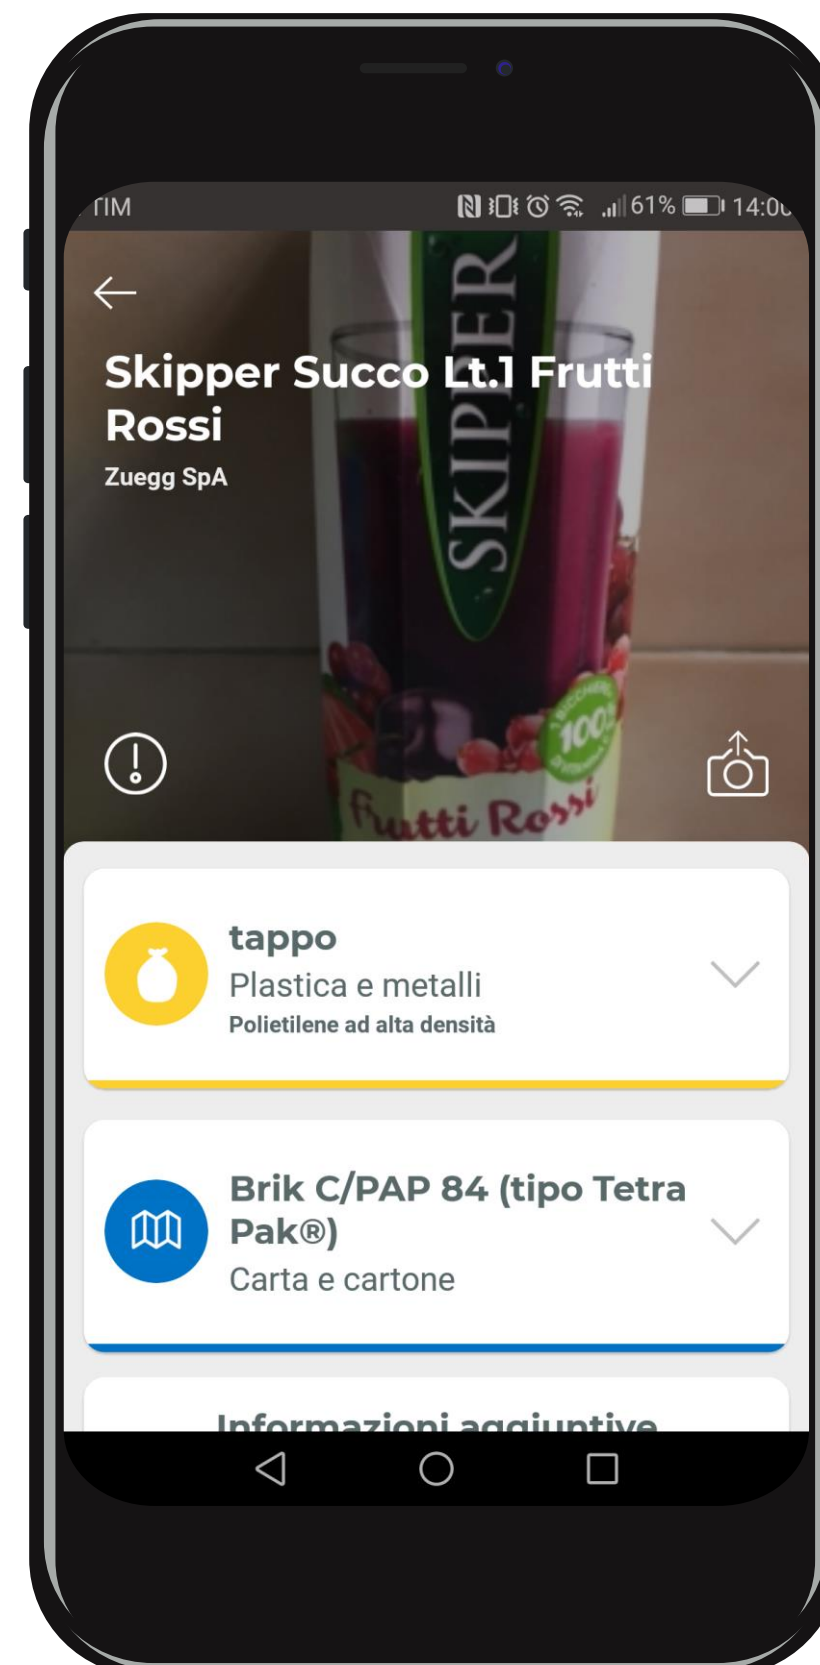 TIM
61% 14:00
Skipper Succo Lt.1 Frutti
Rossi
Zuegg SpA
SKIPPER
100%
Frutti Rossi
tappo
Plastica e metalli
Polietilene ad alta densità
Brik C/PAP 84 (tipo Tetra
Pak®)
Carta e cartone
Informazioni aggiuntive